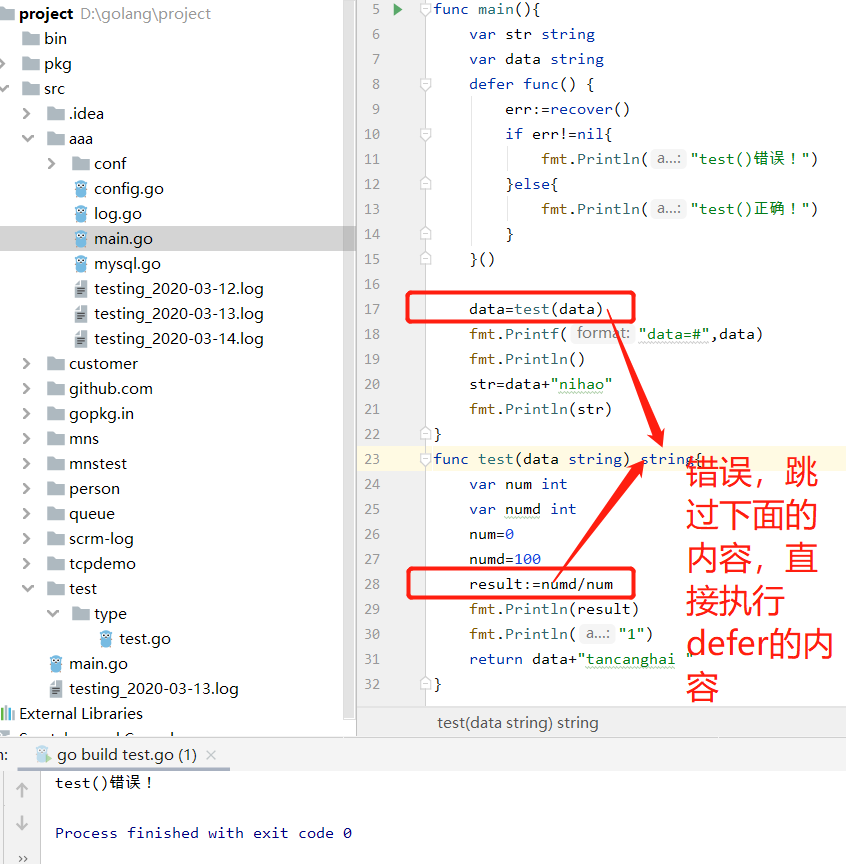 project D:\golang\project
bin
pkg
src
.idea
aaa
conf
config.go
log.go
main.go
mysql.go
testing_2020-03-12.log
testing_2020-03-13.log
testing_2020-03-14.log
customer
github.com
gopkg.in
mns
mnstest
person
queue
scrm-log
tcpdemo
test
type
test.go
main.go
testing_2020-03-13.log
External Libraries
5 func main(){
6 var str string
7 var data string
8 defer func() {
9 err:=recover()
10 if err!=nil{
11 fmt.Println( a...: "test()错误！")
12 }else{
13 fmt.Println( a...: "test()正确！")
14 }
15 }()
16
17 data=test(data)
18 fmt.Printf( format: "data=#",data)
19 fmt.Println()
20 str=data+"nihao"
21 fmt.Println(str)
22 }
23 func test(data string) string{
24 var num int
25 var numd int
26 num=0
27 numd=100
28 result:=numd/num
29 fmt.Println(result)
30 fmt.Println( a...: "1")
31 return data+"tancanghai "
32 }
错误，跳
过下面的
内容，直
接执行
defer的内
容
test(data string) string
go build test.go (1) ×
test()错误！
Process finished with exit code 0